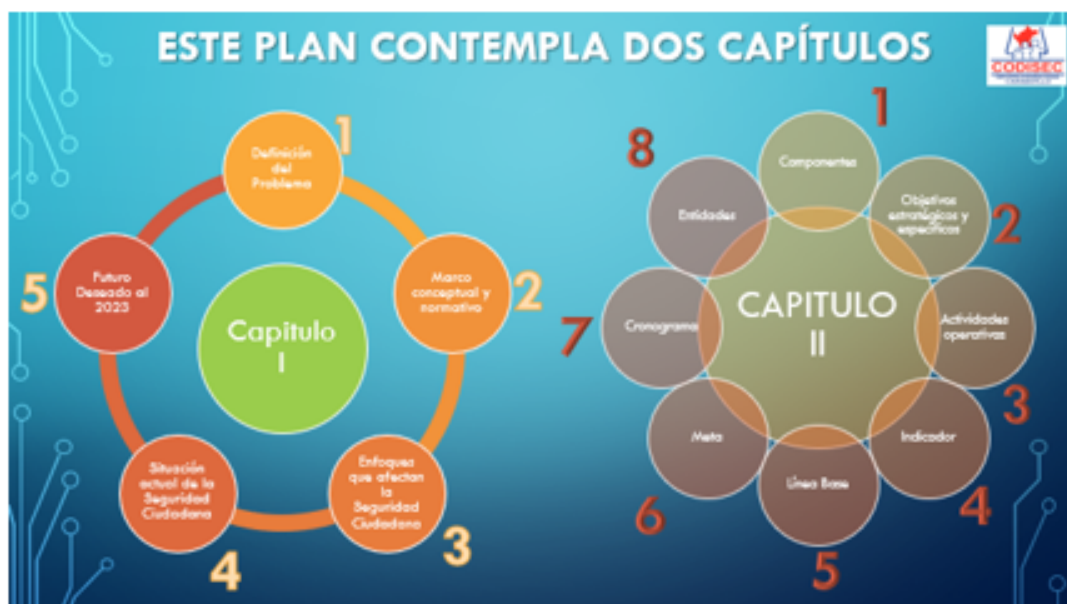 ESTE PLAN CONTEMPLA DOS CAPÍTULOS
CODISEC
1
Definición
del
Problema
2
Marco
conceptual y
normativo
3
Enfoques
que afectan
la
Seguridad
Ciudadana
4
Situación
actual de la
Seguridad
Ciudadana
5
Futuro
Deseado al
2023
Capitulo
I
1
Componentes
2
Objetivos
estratégicos y
específicos
3
Actividades
operativas
4
Indicador
5
Línea Base
6
Meta
7
Cronograma
8
Entidades
CAPITULO
II